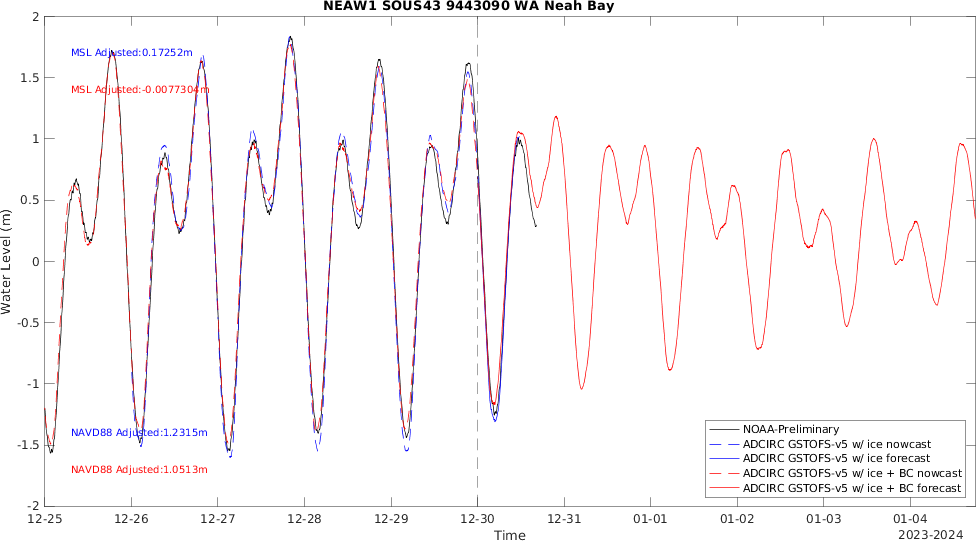 NEAW1 SOUS43 9443090 WA Neah Bay
2
1.5
1
0.5
0
-0.5
-1
-1.5
-2
Water Level (m)
MSL Adjusted:0.17252m
MSL Adjusted:-0.0077304m
NAVD88 Adjusted:1.2315m
NAVD88 Adjusted:1.0513m
NOAA-Preliminary
ADCIRC GSTOFS-v5 w/ ice nowcast
ADCIRC GSTOFS-v5 w/ ice forecast
ADCIRC GSTOFS-v5 w/ ice + BC nowcast
ADCIRC GSTOFS-v5 w/ ice + BC forecast
12-25 12-26 12-27 12-28 12-29 12-30 12-31 01-01 01-02 01-03 01-04
Time
2023-2024